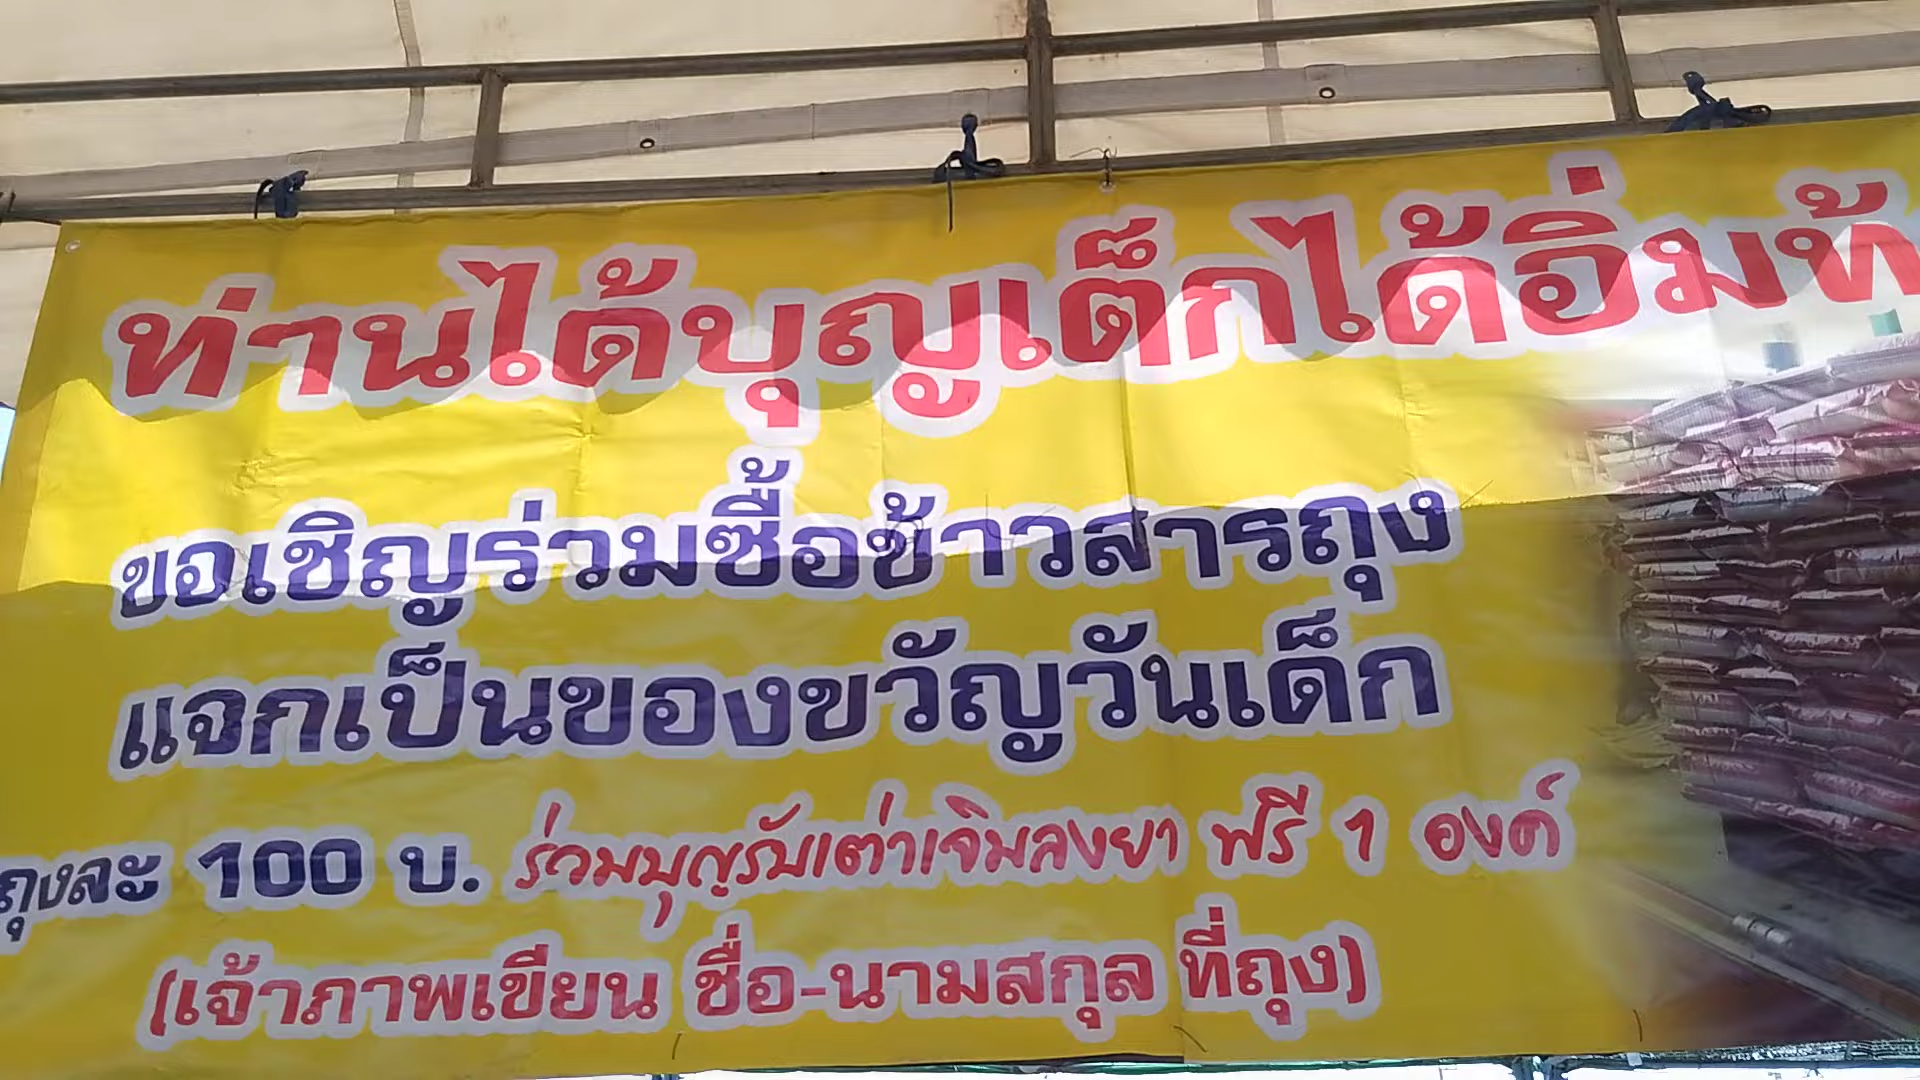 ท่านได้บุญเด็กได้อิ่มท้
ขอเชิญร่วมซื้อข้าวสารถุง
แจกเป็นของขวัญวันเด็ก
ถุงละ 100 บ. ร่วมบุญรับเต่าเจิมลงยา ฟรี 1 องค์
(เจ้าภาพเขียน ชื่อ-นามสกุล ที่ถุง)